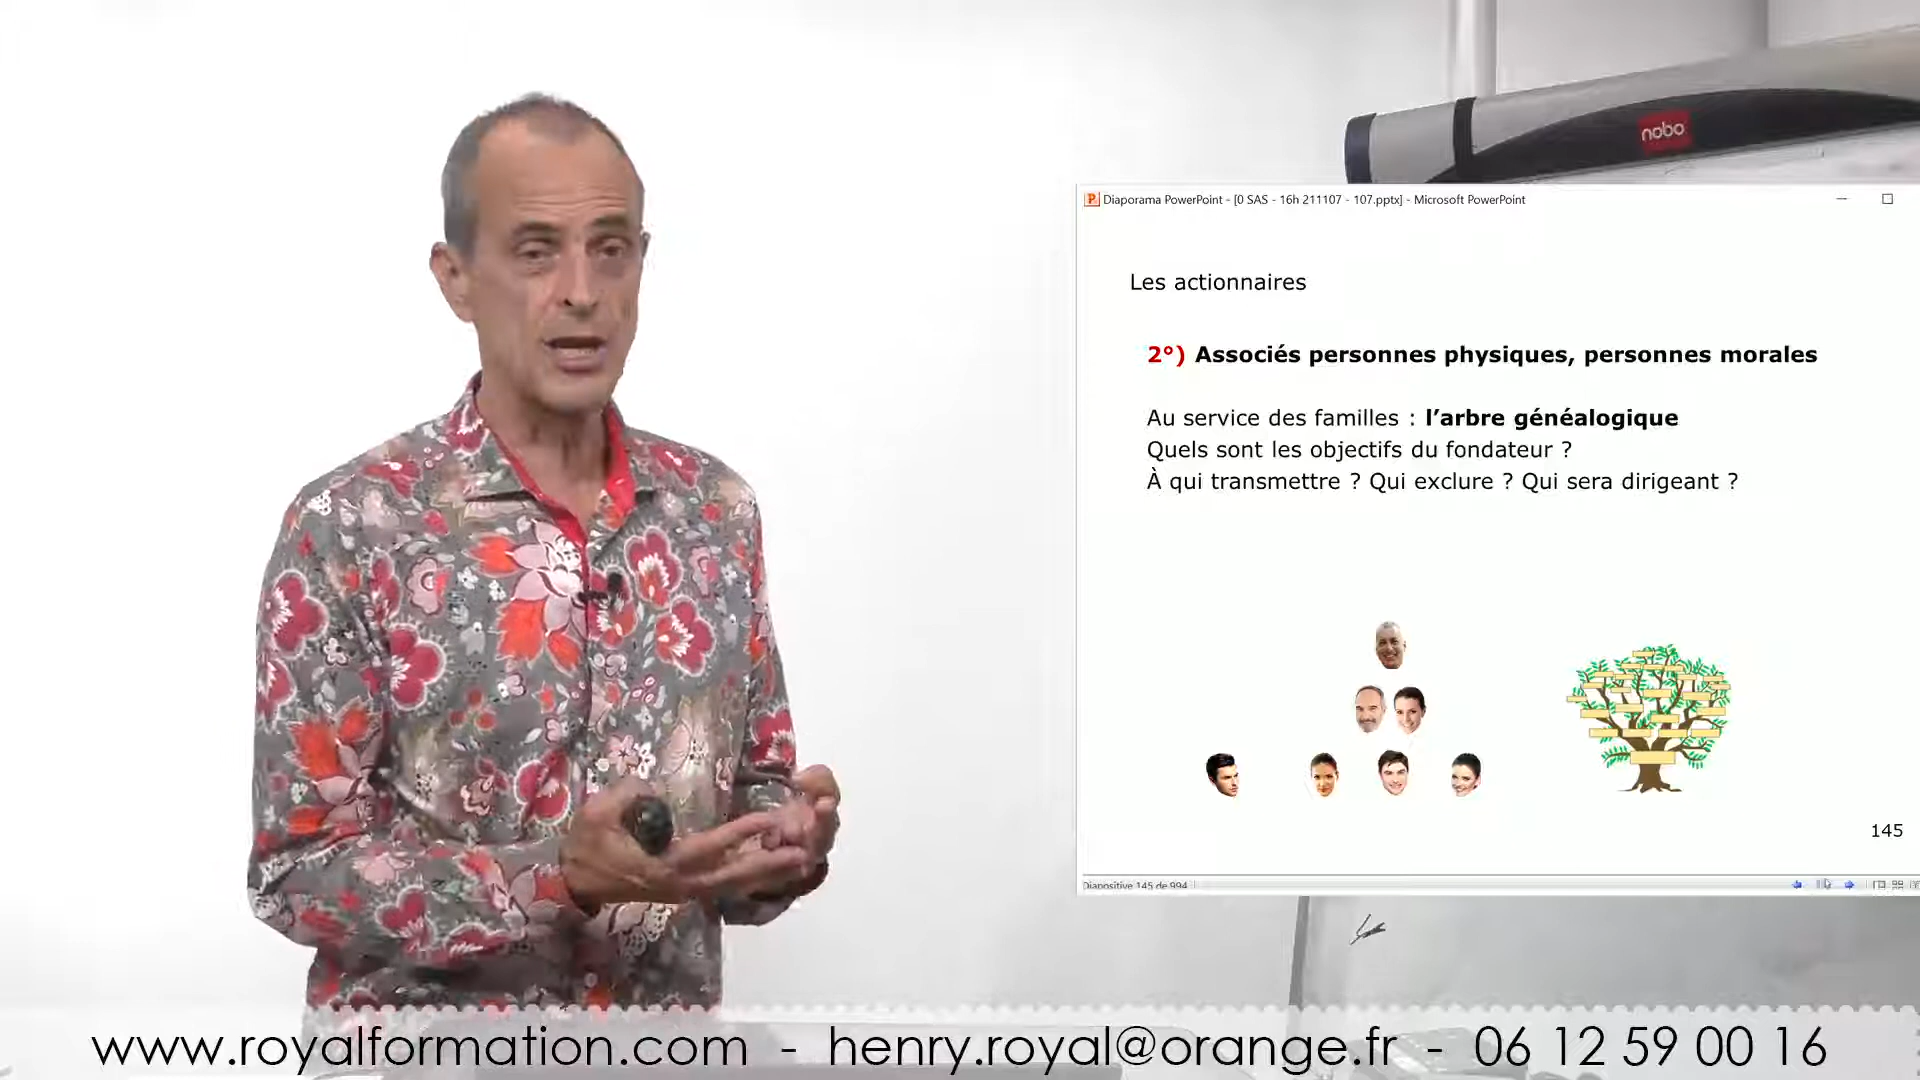 nobo
Diaporama PowerPoint - [0 SAS - 16h 211107 - 107.pptx] - Microsoft PowerPoint
Les actionnaires
2°) Associés personnes physiques, personnes morales
Au service des familles : l’arbre généalogique
Quels sont les objectifs du fondateur ?
À qui transmettre ? Qui exclure ? Qui sera dirigeant ?
145
Diapositive 145 de 994
www.royalformation.com - henry.royal@orange.fr - 06 12 59 00 16